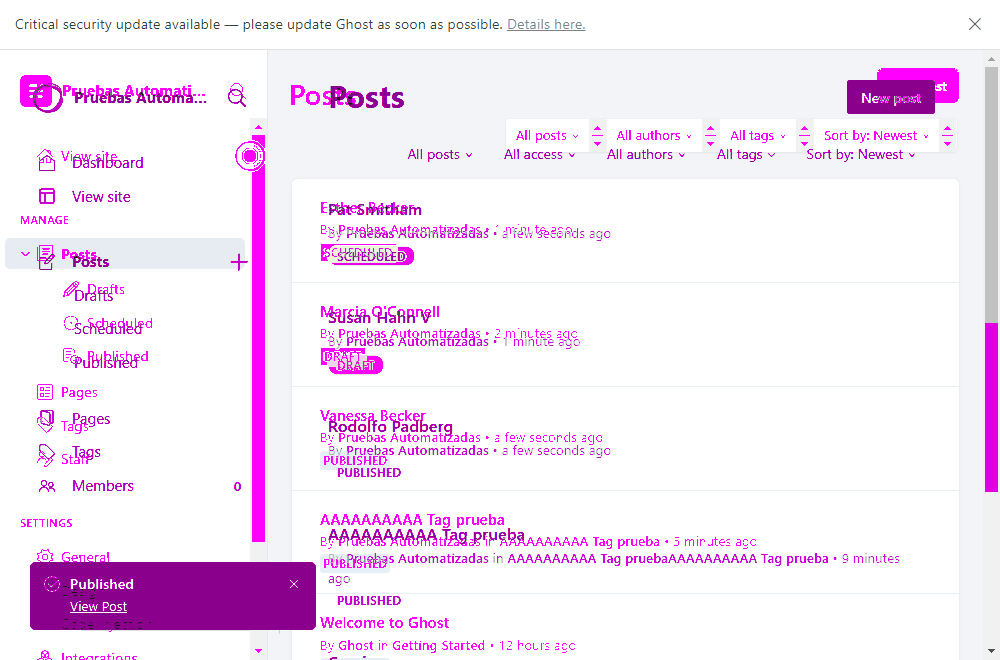 Critical security update available — please update Ghost as soon as possible. Details here.
Pruebas Automati...
Pruebas Automa...
Posts
Posts
New post
All posts
All authors
All tags
Sort by: Newest
All posts
All access
All authors
All tags
Sort by: Newest
View site
Dashboard
View site
MANAGE
Posts
Posts
Drafts
Drafts
Scheduled
Scheduled
Published
Published
Pages
Pages
Tags
Tags
Staff
Members 0
SETTINGS
General
Integrations
Published
View Post
Esther Becker
Pat Smitham
By Pruebas Automatizadas • 1 minute ago
By Pruebas Automatizadas • a few seconds ago
SCHEDULED
SCHEDULED
Marcia O'Connell
Susan Hahn V
By Pruebas Automatizadas • 2 minutes ago
By Pruebas Automatizadas • 1 minute ago
DRAFT
DRAFT
Vanessa Becker
Rodolfo Padberg
By Pruebas Automatizadas • a few seconds ago
By Pruebas Automatizadas • a few seconds ago
PUBLISHED
PUBLISHED
AAAAAAAAAA Tag prueba
AAAAAAAAAA Tag prueba
By Pruebas Automatizadas in AAAAAAAAAA Tag prueba • 5 minutes ago
By Pruebas Automatizadas in AAAAAAAAAA Tag pruebaAAAAAAAAAA Tag prueba • 9 minutes
ago
PUBLISHED
PUBLISHED
Welcome to Ghost
By Ghost in Getting Started • 12 hours ago